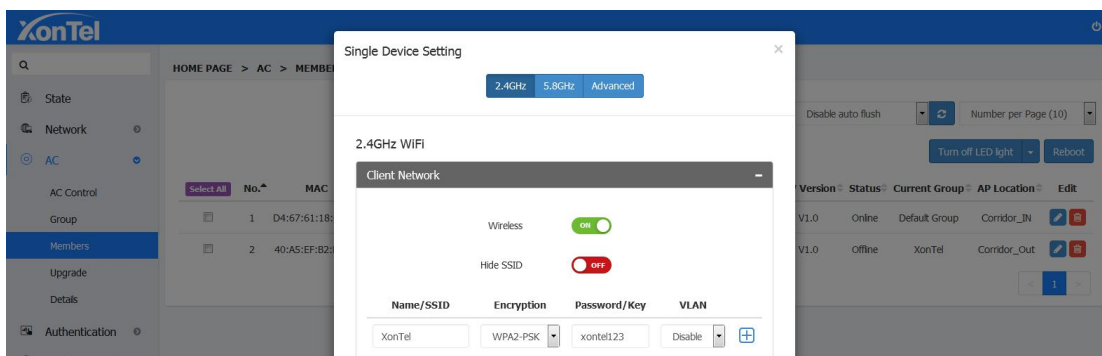 XonTel
Single Device Setting
×
HOME PAGE > AC > MEMBE
2.4GHz 5.8GHz Advanced
State
Disable auto flush
Number per Page (10)
Network
2.4GHz WiFi
AC
Turn off LED light
Reboot
Client Network
AC Control
Select All No. MAC
Version Status Current Group AP Location Edit
Group
1 D4:67:61:18:
Wireless ON
V1.0 Online Default Group Corridor_IN
Members
2 40:A5:EF:B2:
Hide SSID OFF
V1.0 Offline XonTel Corridor_Out
Upgrade
< 1 >
Details
Name/SSID Encryption Password/Key VLAN
Authentication
XonTel WPA2-PSK xontel123 Disable